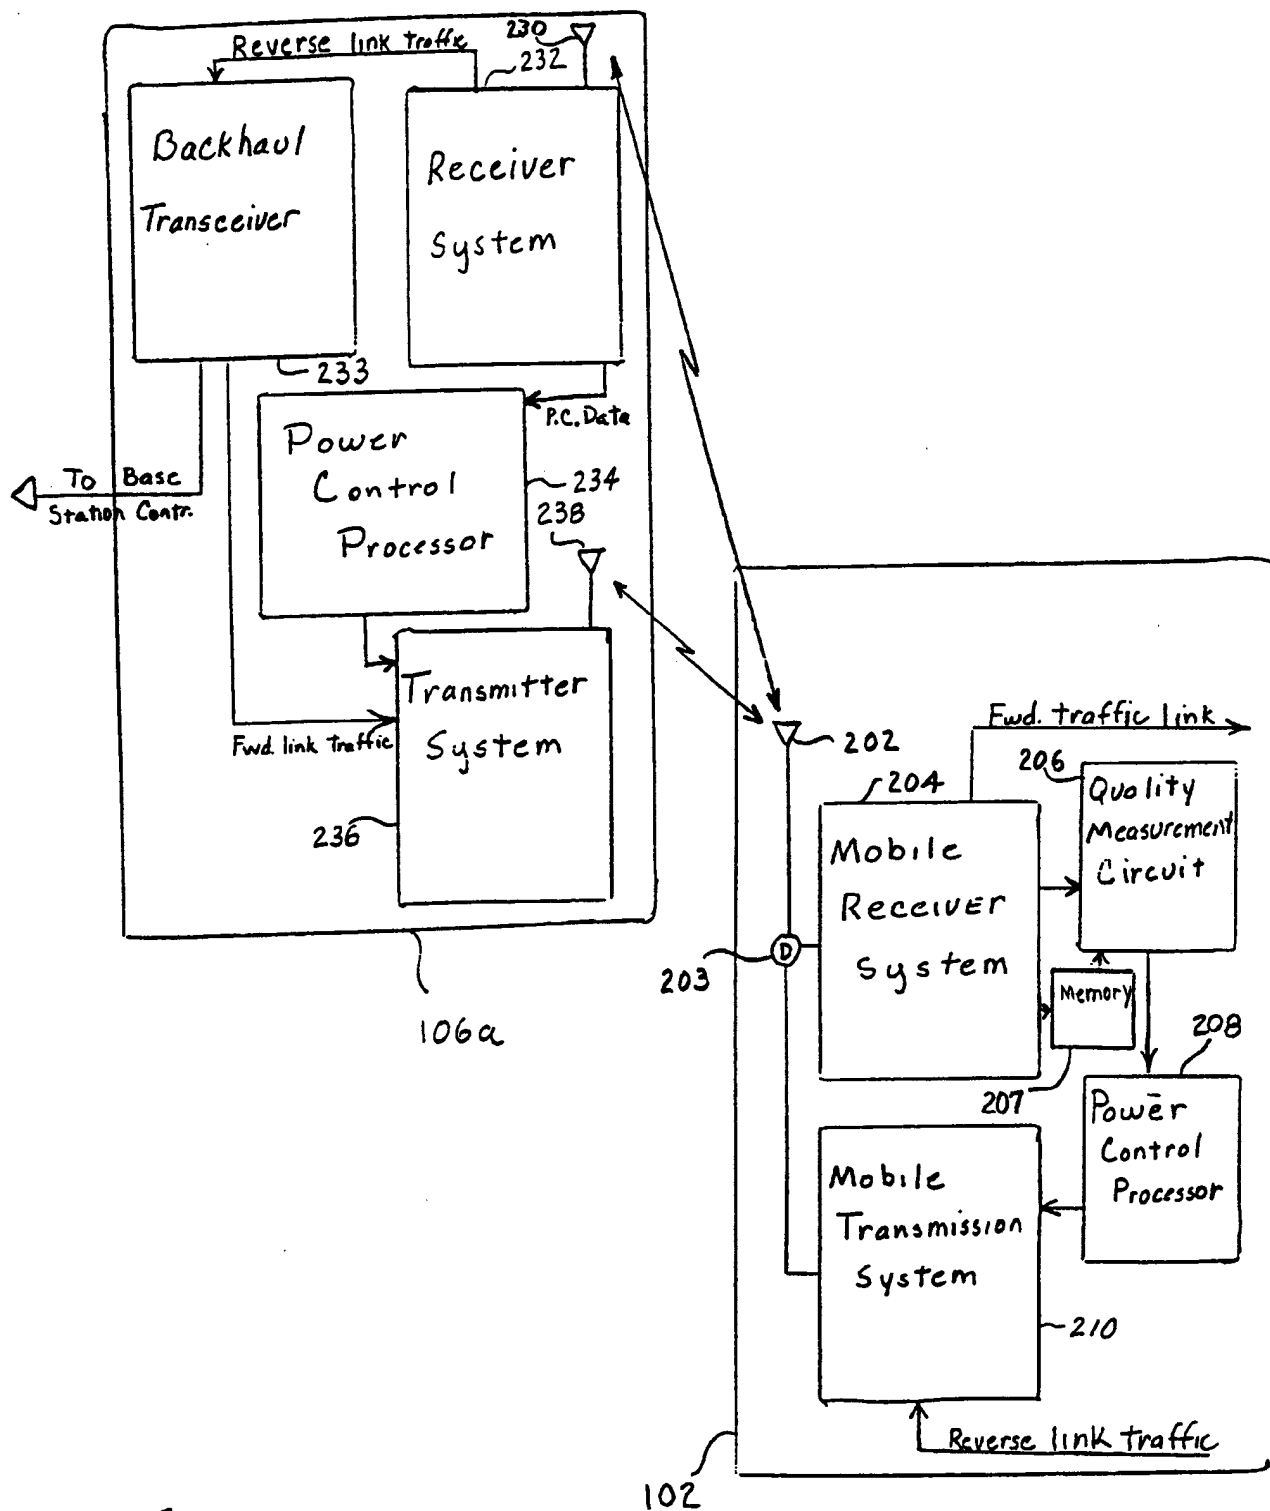 230
Reverse link traffic
232
Backhaul
Transceiver
Receiver
System
233
P.C. Data
Power
Control
Processor
234
238
To Base
Station Contr.
Transmitter
System
Fwd. link traffic
236
106a
Fwd. traffic link
202
204
206
Quality
Measurement
Circuit
Mobile
Receiver
System
D
203
Memory
207
208
Power
Control
Processor
Mobile
Transmission
System
210
Reverse link traffic
102